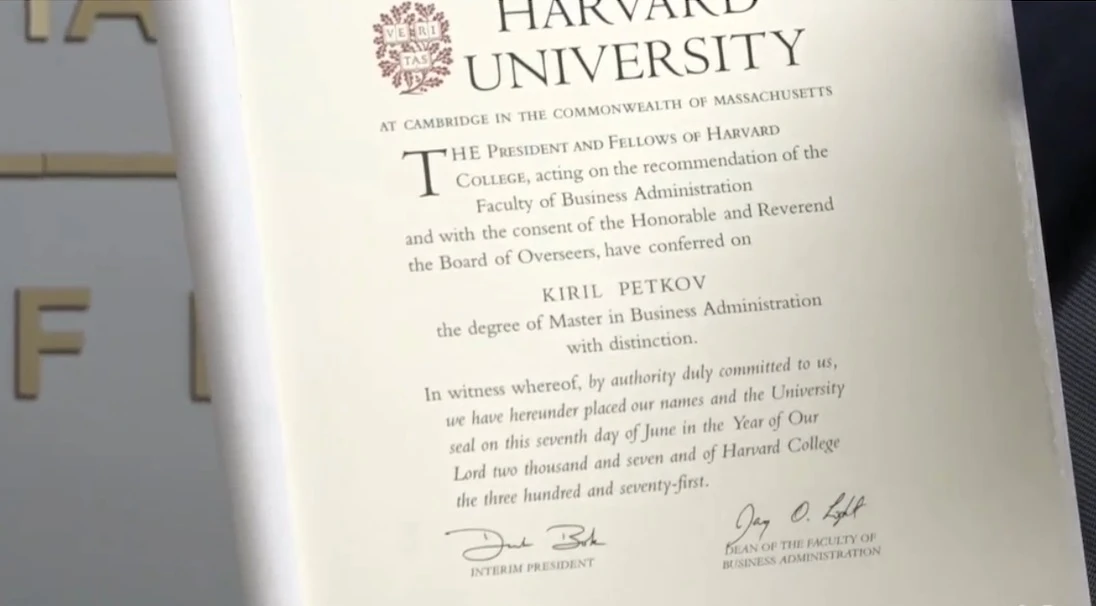 VE RI
TAS
HARVARD
UNIVERSITY
AT CAMBRIDGE IN THE COMMONWEALTH OF MASSACHUSETTS
THE PRESIDENT AND FELLOWS OF HARVARD
COLLEGE, acting on the recommendation of the
Faculty of Business Administration
and with the consent of the Honorable and Reverend
the Board of Overseers, have conferred on
KIRIL PETKOV
the degree of Master in Business Administration
with distinction.
In witness whereof, by authority duly committed to us,
we have hereunder placed our names and the University
seal on this seventh day of June in the Year of Our
Lord two thousand and seven and of Harvard College
the three hundred and seventy-first.
Jay O. Light
INTERIM PRESIDENT
DEAN OF THE FACULTY OF
BUSINESS ADMINISTRATION